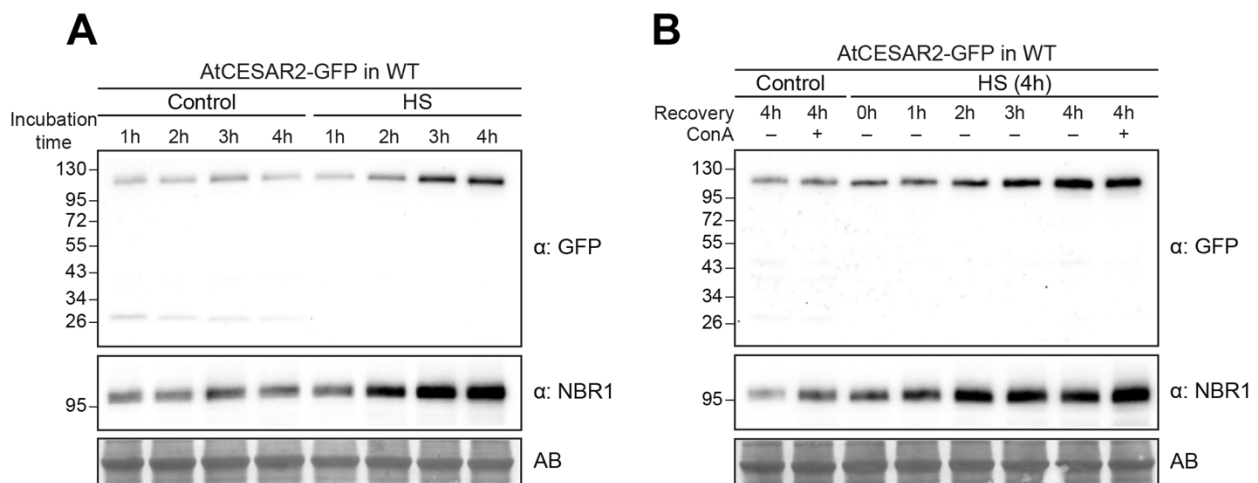 A
AtCESAR2-GFP in WT
Control HS
Incubation time
1h 2h 3h 4h 1h 2h 3h 4h
130
95
72
55
43
34
26
α: GFP
95
α: NBR1
AB
B
AtCESAR2-GFP in WT
Control HS (4h)
Recovery 4h 4h 0h 1h 2h 3h 4h 4h
ConA – + – – – – – +
130
95
72
55
43
34
26
α: GFP
95
α: NBR1
AB